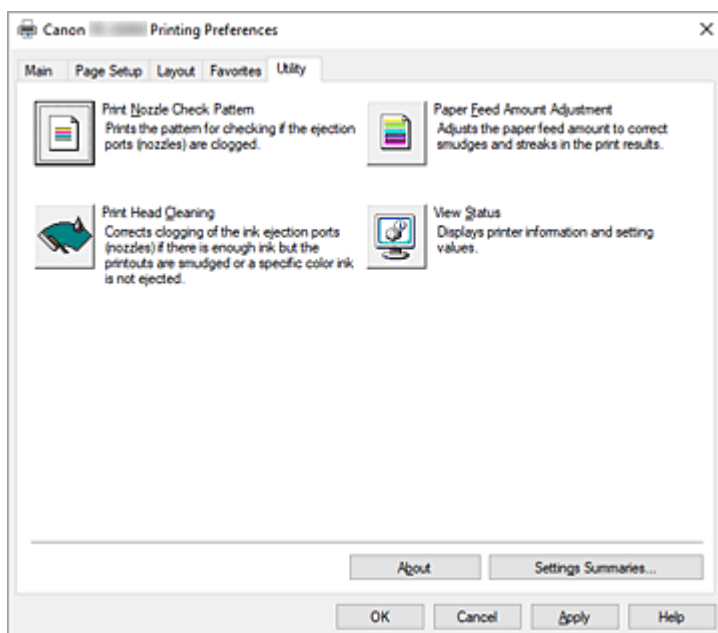 Canon Printing Preferences
Main Page Setup Layout Favorites Utility
Print Nozzle Check Pattern
Prints the pattern for checking if the ejection
ports (nozzles) are clogged.
Paper Feed Amount Adjustment
Adjusts the paper feed amount to correct
smudges and streaks in the print results.
Print Head Cleaning
Corrects clogging of the ink ejection ports
(nozzles) if there is enough ink but the
printouts are smudged or a specific color ink
is not ejected.
View Status
Displays printer information and setting
values.
About Settings Summaries...
OK Cancel Apply Help